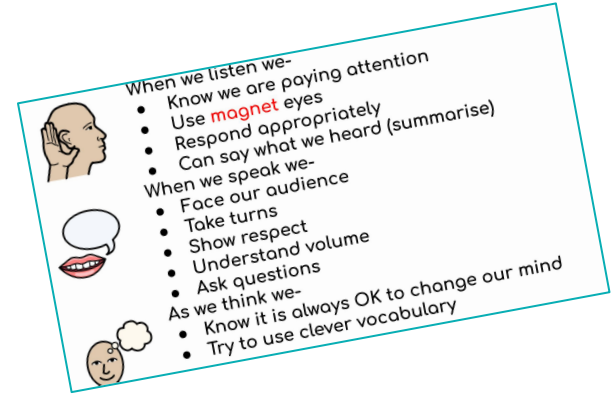 When we listen we-
• Know we are paying attention
• Use magnet eyes
• Respond appropriately
• Can say what we heard (summarise)
When we speak we-
• Face our audience
• Take turns
• Show respect
• Understand volume
• Ask questions
As we think we-
• Know it is always OK to change our mind
• Try to use clever vocabulary